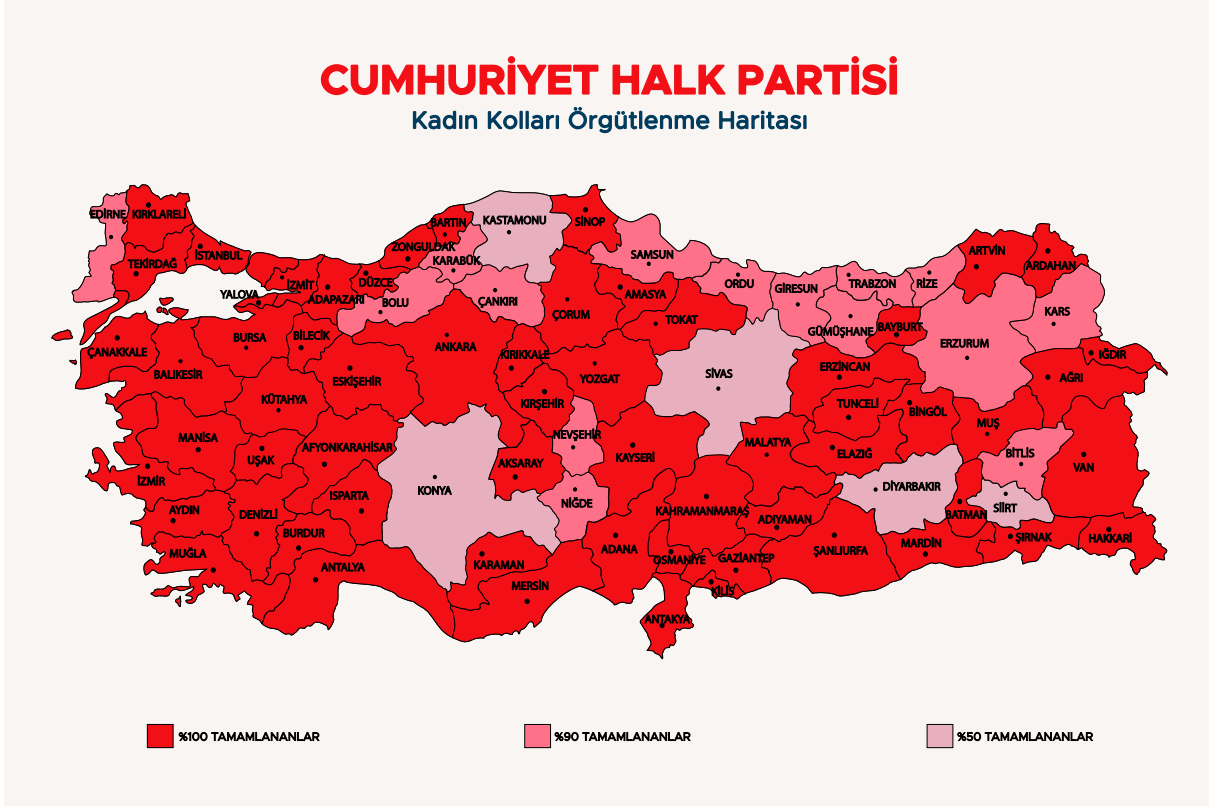 CUMHURİYET HALK PARTİSİ
Kadın Kolları Örgütlenme Haritası
EDİRNE
KIRKLARELİ
TEKİRDAĞ
İSTANBUL
YALOVA
İZMİT
ADAPAZARI
DÜZCE
ZONGULDAK
BARTIN
KARABÜK
BOLU
KASTAMONU
ÇANKIRI
SİNOP
SAMSUN
ÇORUM
AMASYA
TOKAT
ORDU
GİRESUN
TRABZON
GÜMÜŞHANE
RİZE
BAYBURT
ARTVİN
ARDAHAN
KARS
IĞDIR
AĞRI
ERZURUM
ERZİNCAN
ÇANAKKALE
BALIKESİR
BURSA
BİLECİK
ESKİŞEHİR
KÜTAHYA
ANKARA
KIRIKKALE
KIRŞEHİR
YOZGAT
SİVAS
TUNCELİ
BİNGÖL
MUŞ
BİTLİS
VAN
MANİSA
İZMİR
UŞAK
AFYONKARAHİSAR
KONYA
AKSARAY
NEVŞEHİR
KAYSERİ
NİĞDE
MALATYA
ELAZIĞ
DİYARBAKIR
BATMAN
SİİRT
ŞIRNAK
HAKKARİ
AYDIN
DENİZLİ
ISPARTA
BURDUR
MUĞLA
ANTALYA
KARAMAN
MERSİN
ADANA
KAHRAMANMARAŞ
OSMANİYE
GAZİANTEP
KİLİS
ANTAKYA
ADIYAMAN
ŞANLIURFA
MARDİN
%100 TAMAMLANANLAR
%90 TAMAMLANANLAR
%50 TAMAMLANANLAR